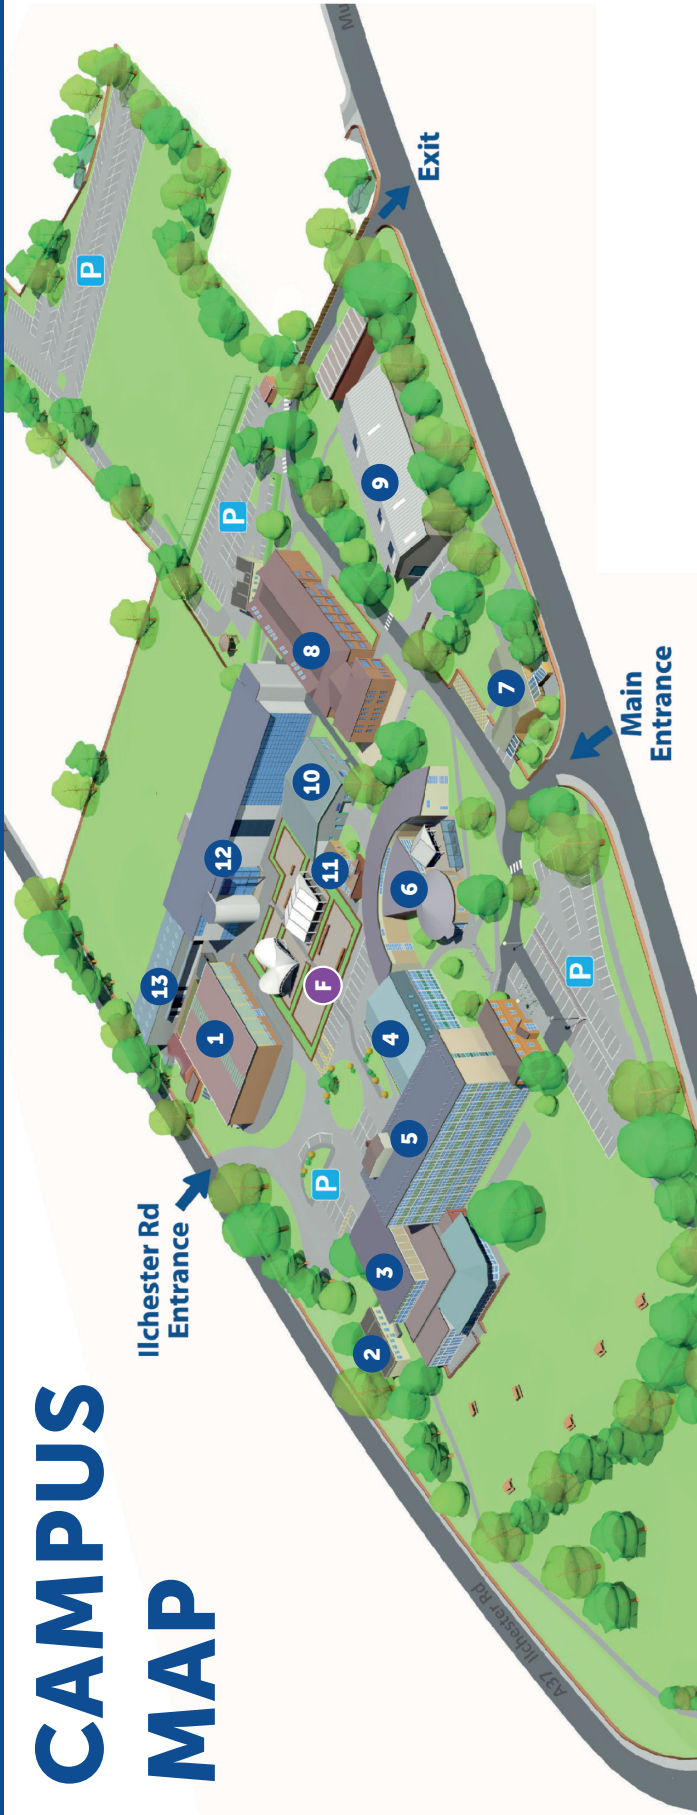 CAMPUS
MAP
Ilchester Rd
Entrance
Main
Entrance
Exit
A37 Ilchester Rd
P
P
P
P
F
1
2
3
4
5
6
7
8
9
10
11
12
13